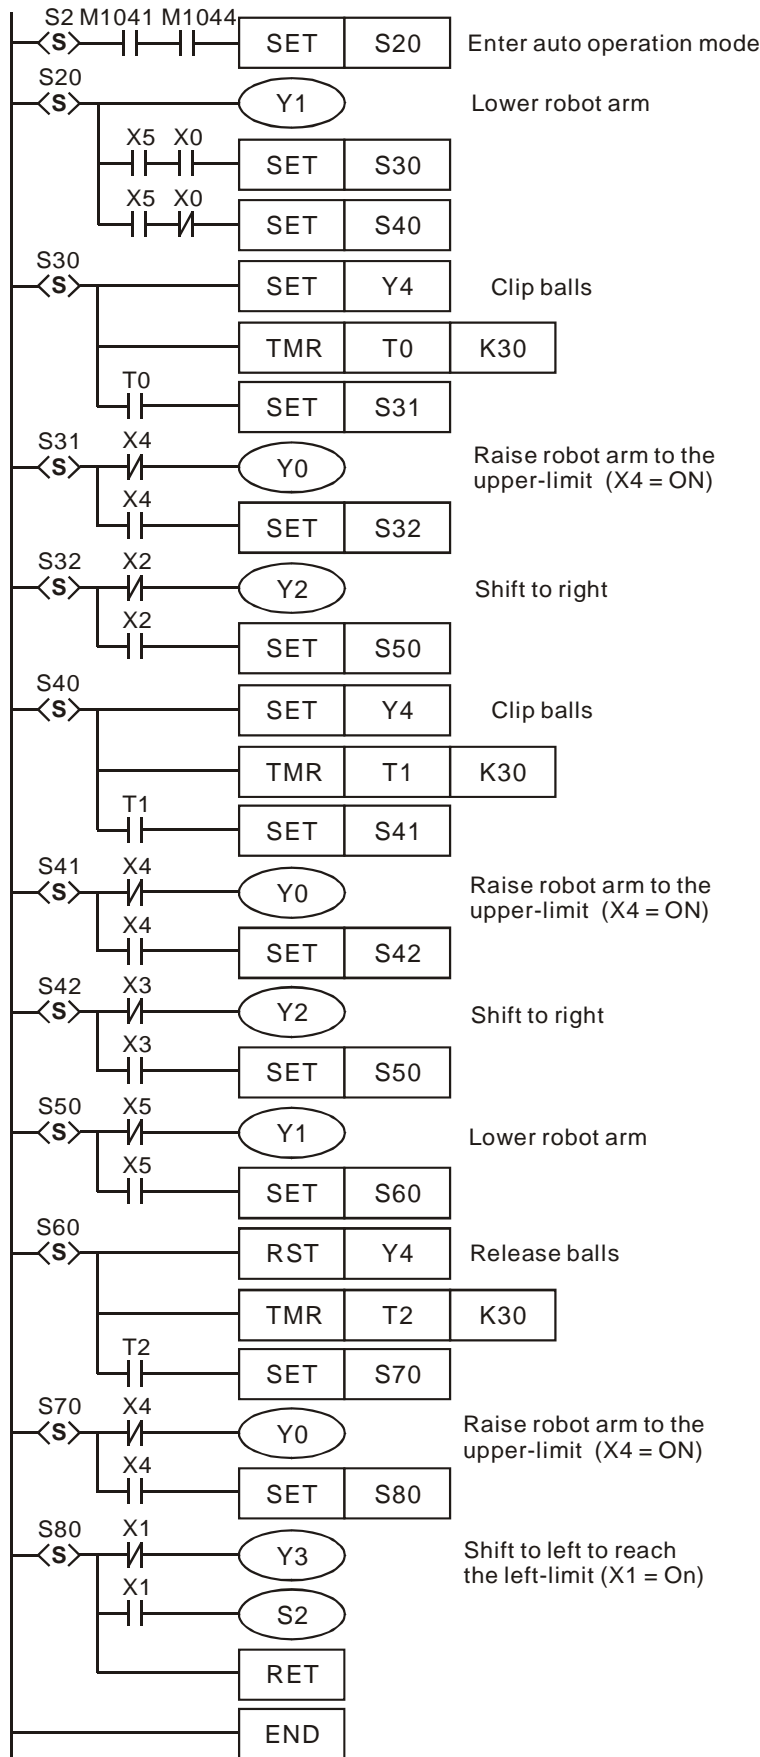 S2 M1041 M1044
S SET S20 Enter auto operation mode
S20
S Y1 Lower robot arm
X5 X0
SET S30
X5 X0
SET S40
S30
S SET Y4 Clip balls
TMR T0 K30
T0
SET S31
S31 X4
S Y0 Raise robot arm to the
upper-limit (X4 = ON)
X4
SET S32
S32 X2
S Y2 Shift to right
X2
SET S50
S40
S SET Y4 Clip balls
TMR T1 K30
T1
SET S41
S41 X4
S Y0 Raise robot arm to the
upper-limit (X4 = ON)
X4
SET S42
S42 X3
S Y2 Shift to right
X3
SET S50
S50 X5
S Y1 Lower robot arm
X5
SET S60
S60
S RST Y4 Release balls
TMR T2 K30
T2
SET S70
S70 X4
S Y0 Raise robot arm to the
upper-limit (X4 = ON)
X4
SET S80
S80 X1
S Y3 Shift to left to reach
the left-limit (X1 = On)
X1
S2
RET
END